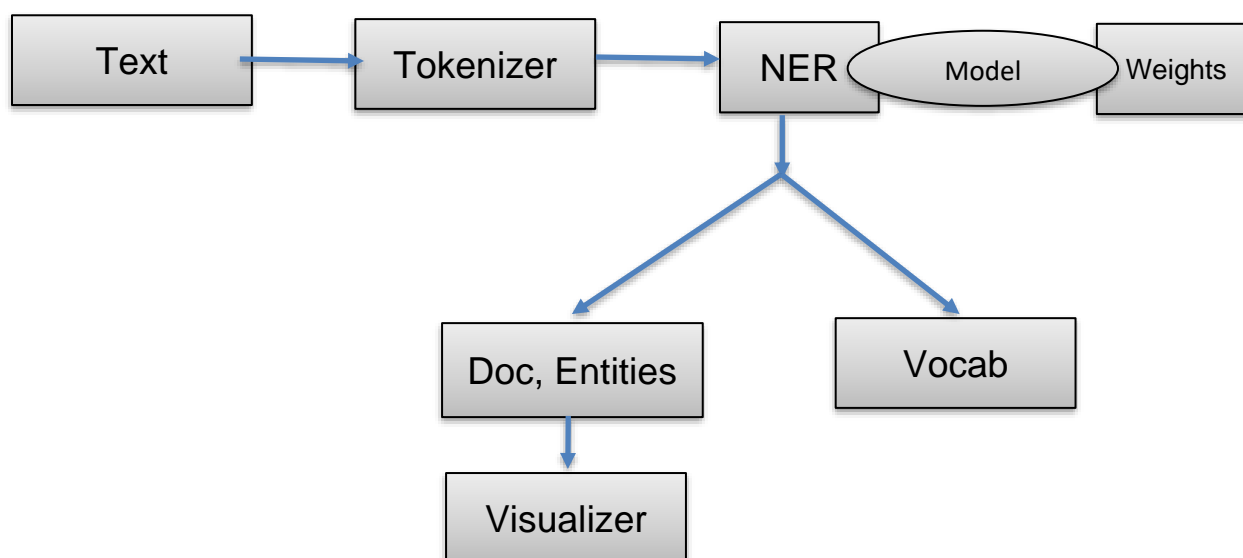 Text
Tokenizer
NER
Model
Weights
Doc, Entities
Vocab
Visualizer